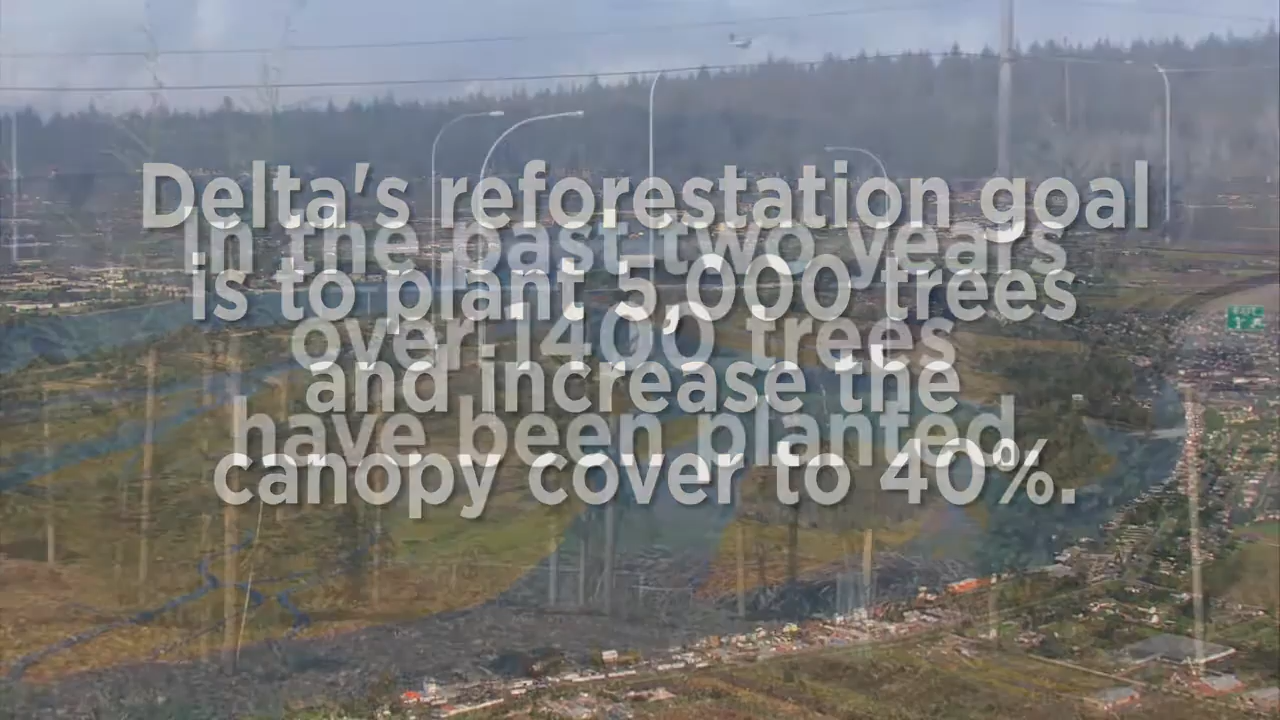 Delta's reforestation goal
In the past two years
is to plant 5,000 trees
over 1400 trees
and increase the
have been planted
canopy cover to 40%.